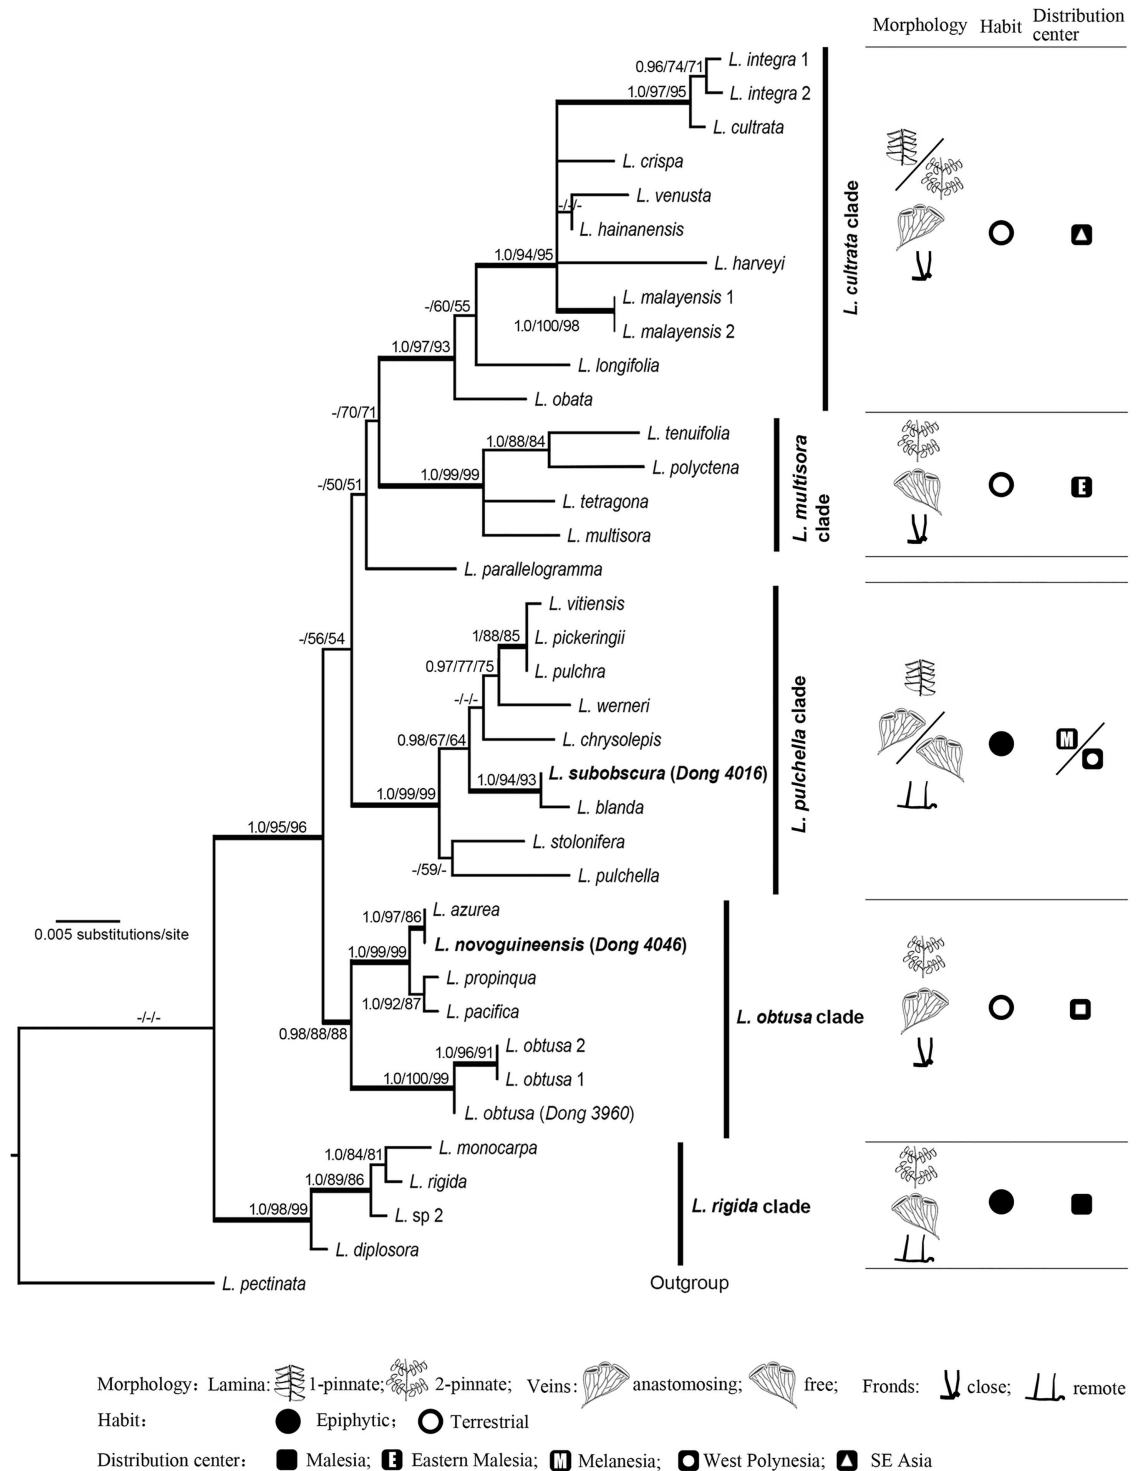 Morphology Habit Distribution center
0.96/74/71
L. integra 1
1.0/97/95
L. integra 2
L. cultrata
L. crispa
L. venusta
-/-/-
L. hainanensis
1.0/94/95
L. harveyi
L. malayensis 1
1.0/100/98
L. malayensis 2
-/60/55
L. longifolia
1.0/97/93
L. obata
L. cultrata clade
-/70/71
L. tenuifolia
1.0/88/84
L. polyctena
1.0/99/99
L. tetragona
L. multisora
L. multisora clade
E
-/50/51
L. parallelogramma
-/56/54
L. vitiensis
1/88/85
L. pickeringii
L. pulchra
0.97/77/75
L. werneri
-/-/-
L. chrysolepis
0.98/67/64
L. subobscura (Dong 4016)
1.0/94/93
L. blanda
1.0/99/99
L. stolonifera
-/59/-
L. pulchella
L. pulchella clade
M
1.0/95/96
0.005 substitutions/site
L. azurea
1.0/97/86
L. novoguineensis (Dong 4046)
1.0/99/99
L. propinqua
1.0/92/87
L. pacifica
0.98/88/88
L. obtusa 2
1.0/96/91
L. obtusa 1
1.0/100/99
L. obtusa (Dong 3960)
L. obtusa clade
-/-/-
L. monocarpa
1.0/84/81
L. rigida
1.0/89/86
L. sp 2
1.0/98/99
L. diplosora
L. rigida clade
L. pectinata
Outgroup
Morphology: Lamina: 1-pinnate; 2-pinnate; Veins: anastomosing; free; Fronds: close; remote
Habit: Epiphytic; Terrestrial
Distribution center: Malesia; E Eastern Malesia; M Melanesia; West Polynesia; SE Asia